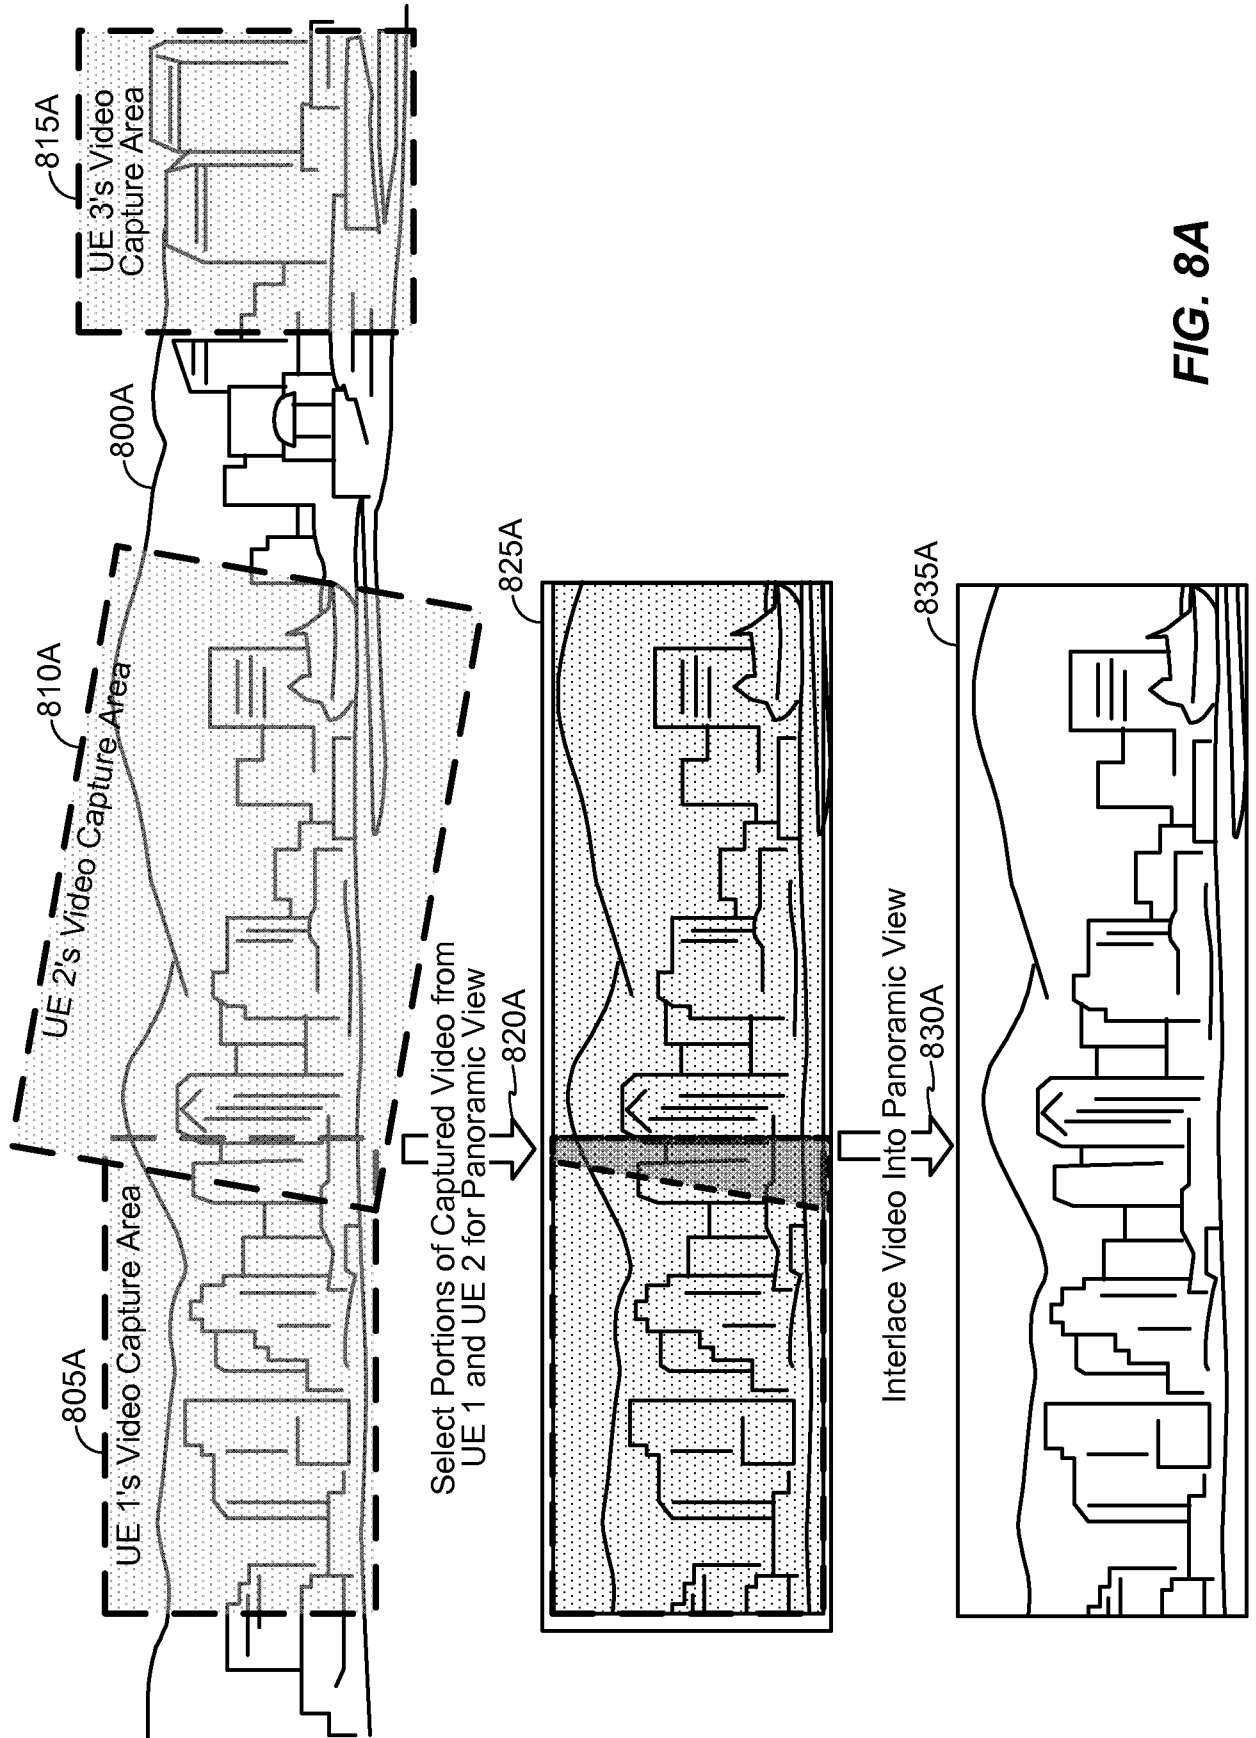 815A
UE 3's Video
Capture Area
800A
810A
UE 2's Video Capture Area
805A
UE 1's Video Capture Area
Select Portions of Captured Video from
UE 1 and UE 2 for Panoramic View
820A
825A
Interlace Video Into Panoramic View
830A
835A
FIG. 8A